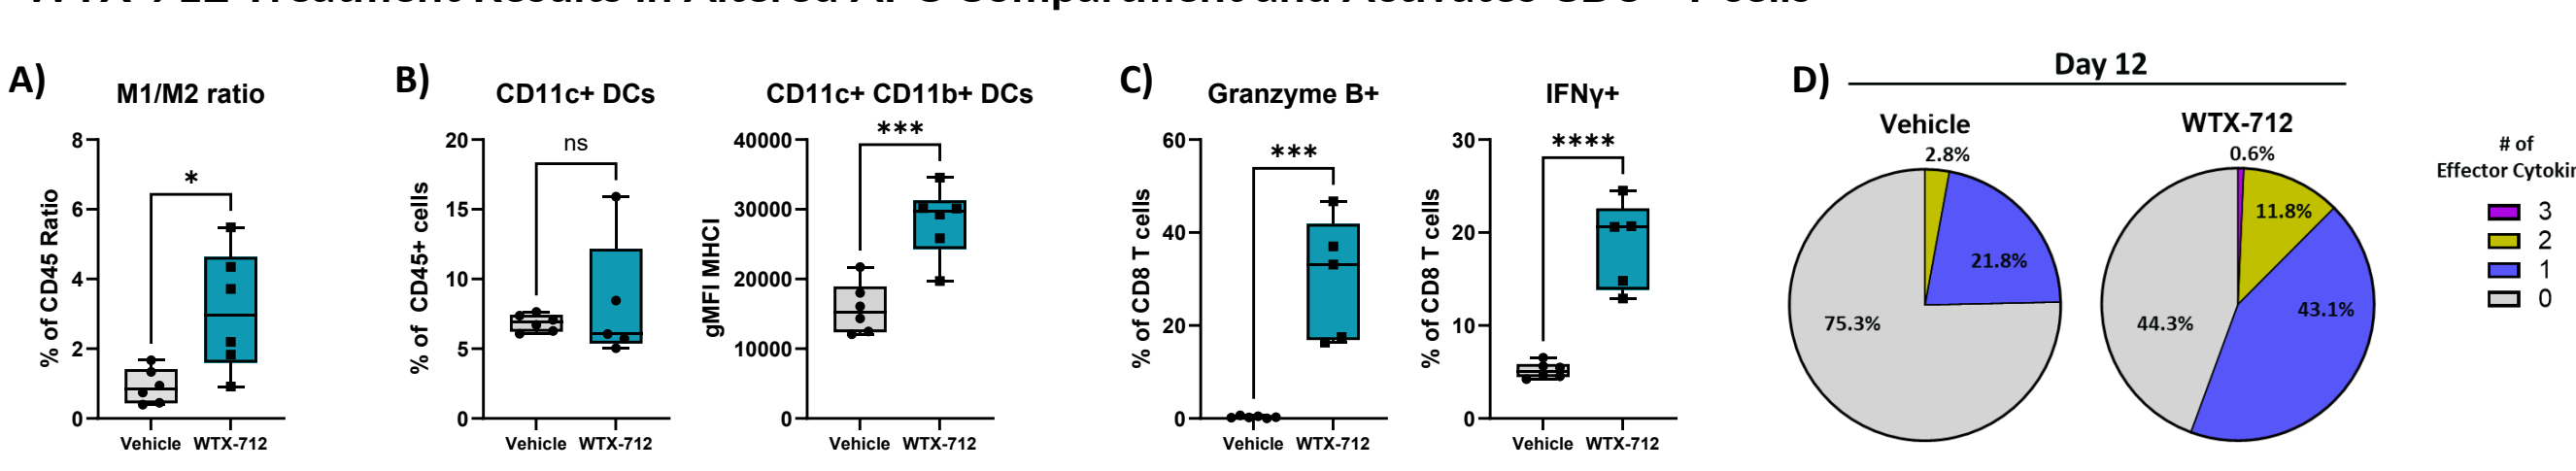 A)
M1/M2 ratio
% of CD45 Ratio
8
6
4
2
0
*
Vehicle WTX-712
B)
CD11c+ DCs
% of CD45+ cells
20
15
10
5
0
ns
Vehicle WTX-712
CD11c+ CD11b+ DCs
gMFI MHCI
40000
30000
20000
10000
0
***
Vehicle WTX-712
C)
Granzyme B+
% of CD8 T cells
60
40
20
0
***
Vehicle WTX-712
IFNγ+
% of CD8 T cells
30
20
10
0
****
Vehicle WTX-712
D)
Day 12
Vehicle
2.8%
21.8%
75.3%
WTX-712
0.6%
11.8%
43.1%
44.3%
# of
Effector
3
2
1
0